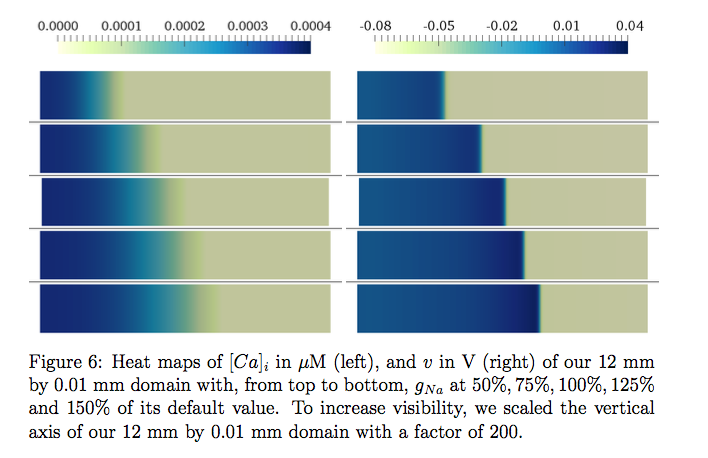 0.0000 0.0001 0.0002 0.0003 0.0004
-0.08 -0.05 -0.02 0.01 0.04
Figure 6: Heat maps of [Ca]i in μM (left), and v in V (right) of our 12 mm
by 0.01 mm domain with, from top to bottom, gNa at 50%, 75%, 100%, 125%
and 150% of its default value. To increase visibility, we scaled the vertical
axis of our 12 mm by 0.01 mm domain with a factor of 200.